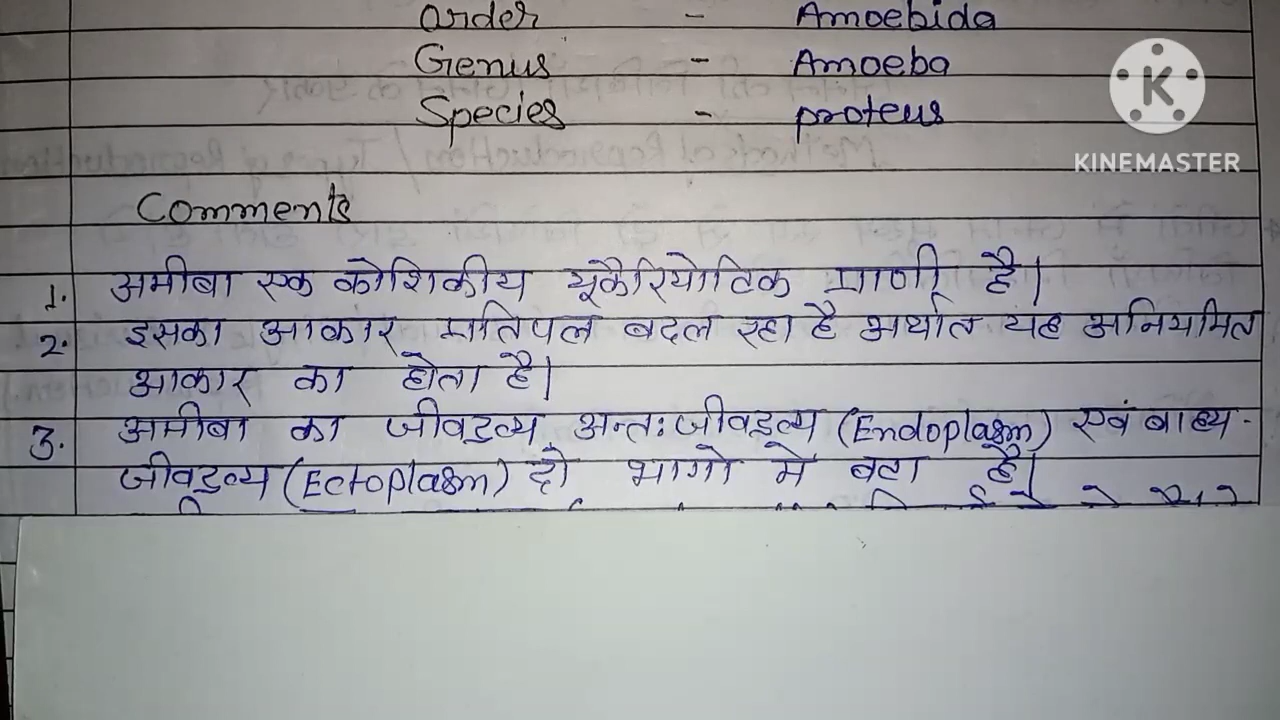 order - Amoebida
Genus - Amoeba
Species - proteus
K
KINEMASTER
Comments
1. अमीबा एक कोशिकीय यूकैरियोटिक प्राणी है।
2. इसका आकार प्रतिपल बदल रहा है अर्थात यह अनियमित
आकार का होता है।
3. अमीबा का जीवद्रव्य अन्तः जीवद्रव्य (Endoplasm) एवं बाह्य-
जीवद्रव्य (Ectoplasm) दो भागो मे बटा है।